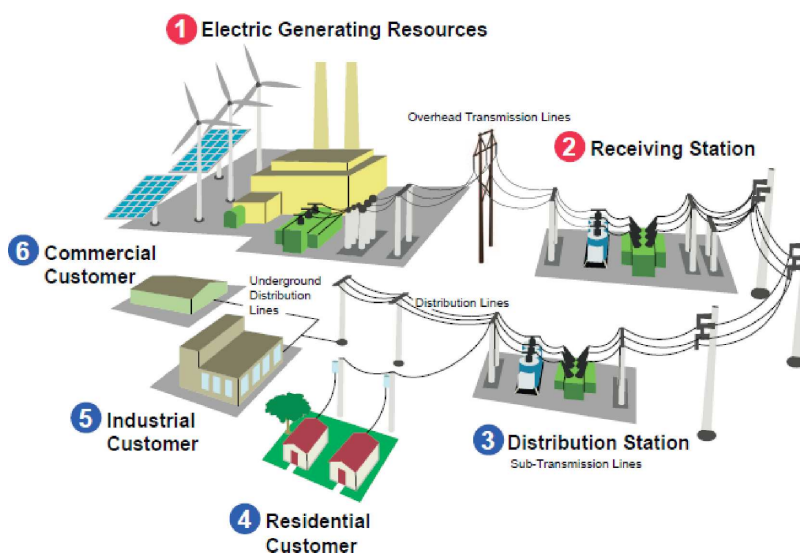 1 Electric Generating Resources
Overhead Transmission Lines
2 Receiving Station
6 Commercial
Customer
Underground
Distribution
Lines
Distribution Lines
5 Industrial
Customer
3 Distribution Station
Sub-Transmission Lines
4 Residential
Customer